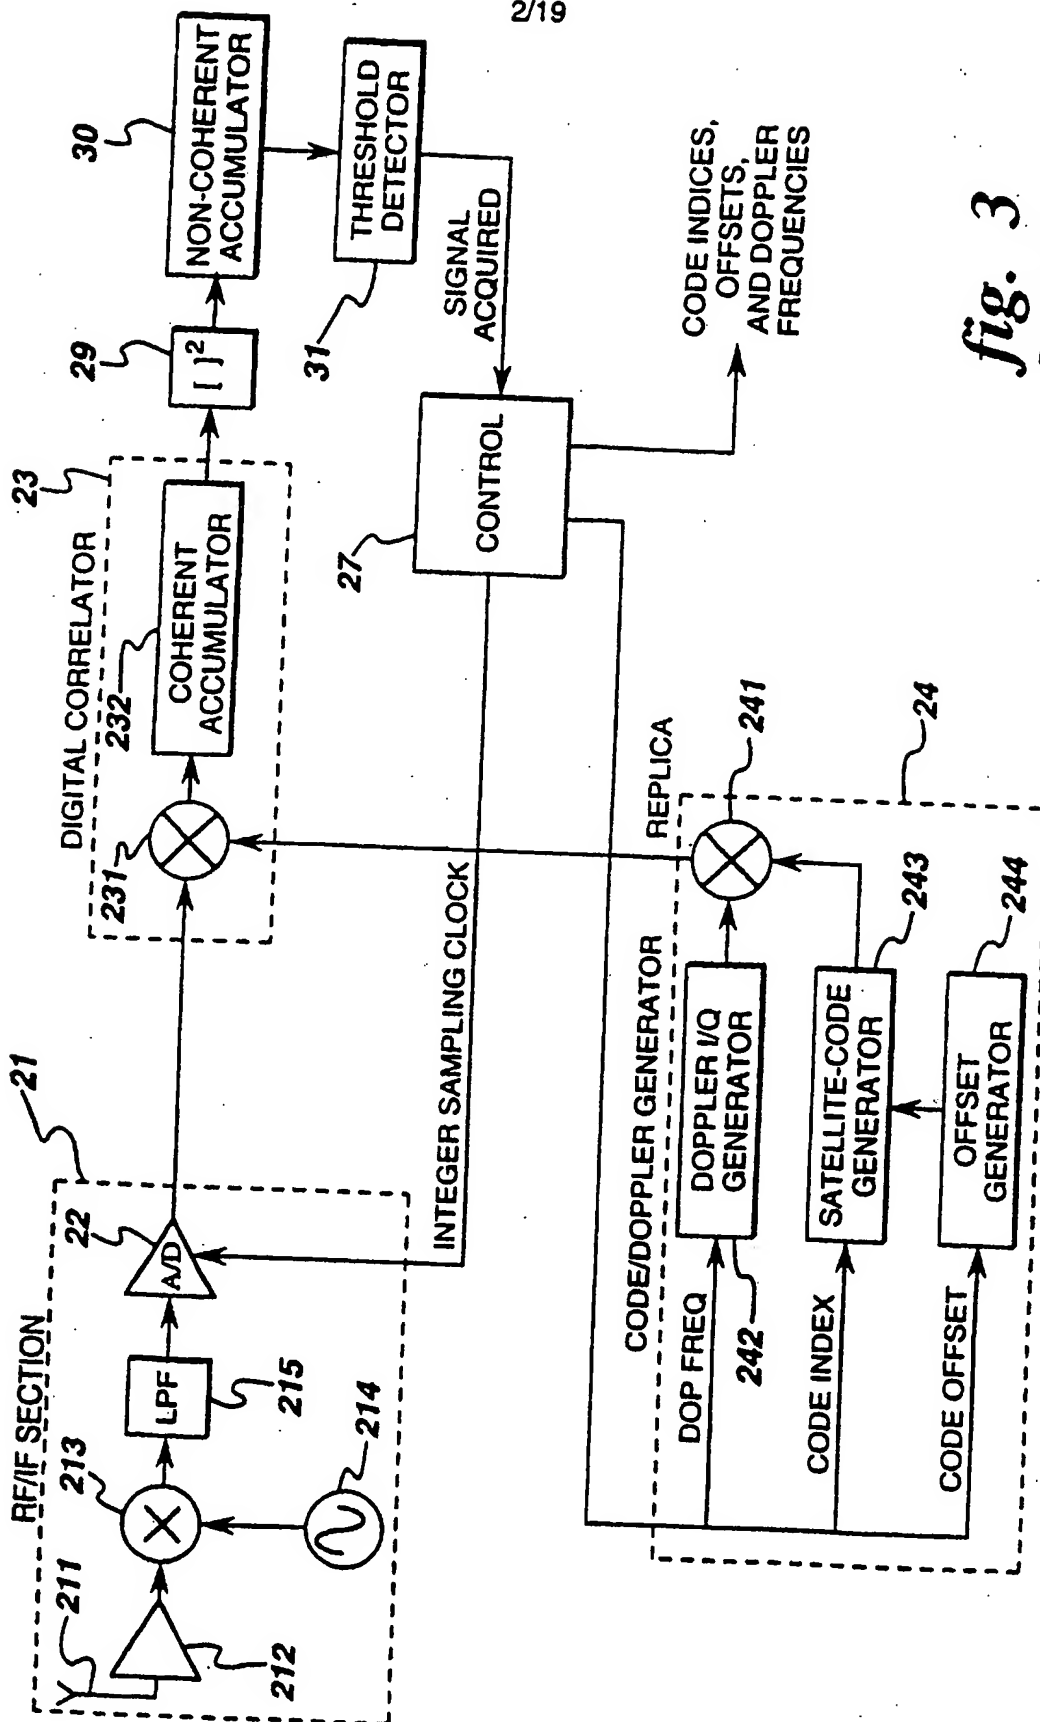 2/19
RF/IF SECTION
21
211
212
213
214
LPF
215
A/D
22
INTEGER SAMPLING CLOCK
DIGITAL CORRELATOR
23
231
232
COHERENT
ACCUMULATOR
29
[ ]²
30
NON-COHERENT
ACCUMULATOR
THRESHOLD
DETECTOR
31
SIGNAL
ACQUIRED
27
CONTROL
CODE INDICES,
OFFSETS,
AND DOPPLER
FREQUENCIES
REPLICA
CODE/DOPPLER GENERATOR
24
241
DOP FREQ
242
DOPPLER I/Q
GENERATOR
CODE INDEX
SATELLITE-CODE
GENERATOR
243
CODE OFFSET
OFFSET
GENERATOR
244
fig. 3